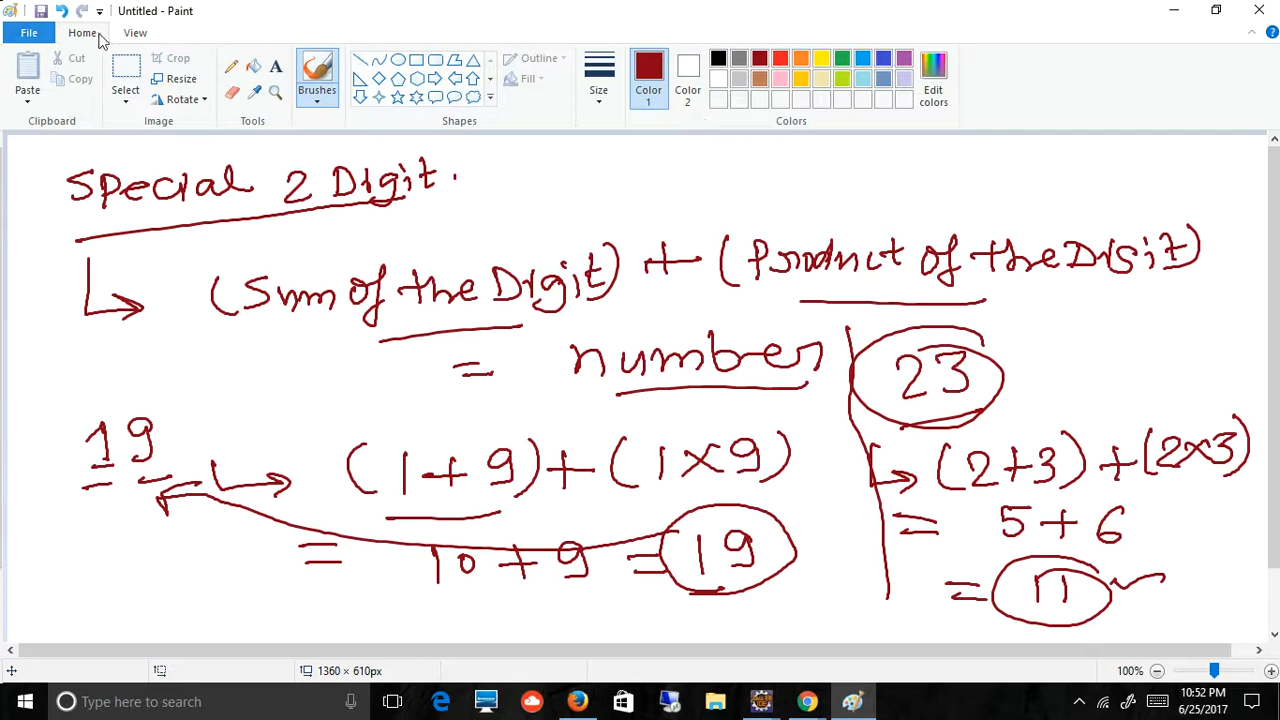 Untitled - Paint
File Home View
Paste Cut Copy Clipboard
Select Crop Resize Rotate Image
Tools
Brushes
Outline Fill Shapes
Size
Color 1 Color 2 Edit colors Colors
Special 2 Digit.
(Sum of the Digit) + (Product of the Digit)
= number
23
19 (1+9)+(1×9)
(2+3)+(2×3)
= 10+9 = 19
= 5+6
= 11
1360 × 610px 100%
Type here to search
10:52 PM
6/25/2017